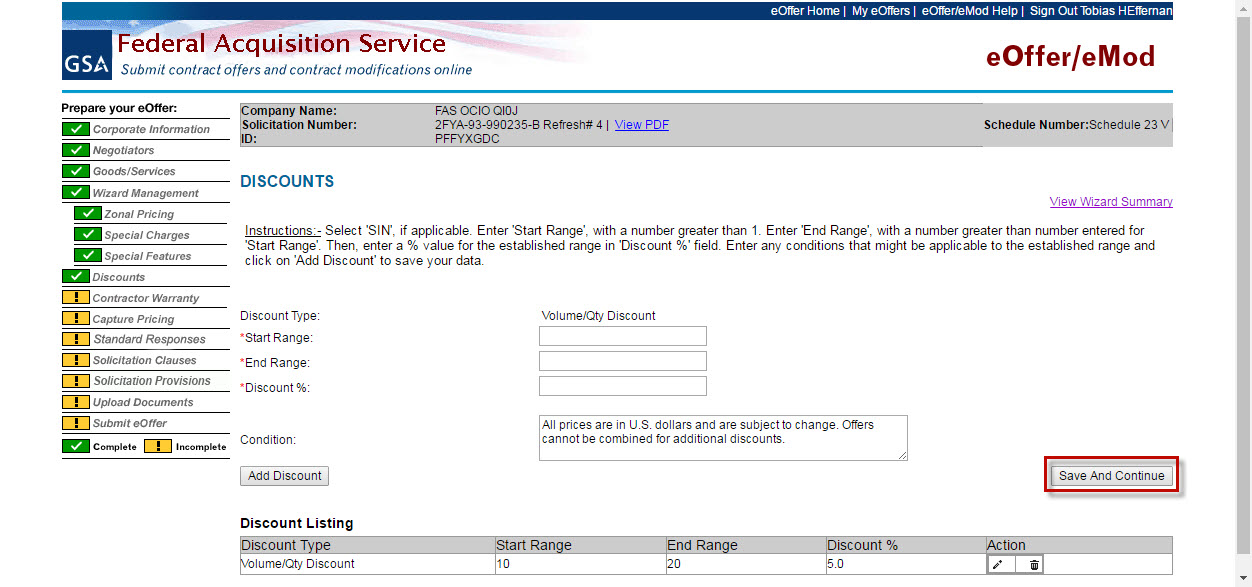 eOffer Home | My eOffers | eOffer/eMod Help | Sign Out Tobias HEffernan
GSA
Federal Acquisition Service
Submit contract offers and contract modifications online
eOffer/eMod
Prepare your eOffer:
Corporate Information
Negotiators
Goods/Services
Wizard Management
Zonal Pricing
Special Charges
Special Features
Discounts
Contractor Warranty
Capture Pricing
Standard Responses
Solicitation Clauses
Solicitation Provisions
Upload Documents
Submit eOffer
Complete Incomplete
Company Name: FAS OCIO QI0J
Solicitation Number: 2FYA-93-990235-B Refresh# 4 | View PDF Schedule Number:Schedule 23 V
ID: PFFYXGDC
DISCOUNTS
View Wizard Summary
Instructions:- Select 'SIN', if applicable. Enter 'Start Range', with a number greater than 1. Enter 'End Range', with a number greater than number entered for
'Start Range'. Then, enter a % value for the established range in 'Discount %' field. Enter any conditions that might be applicable to the established range and
click on 'Add Discount' to save your data.
Discount Type: Volume/Qty Discount
*Start Range:
*End Range:
*Discount %:
Condition: All prices are in U.S. dollars and are subject to change. Offers
cannot be combined for additional discounts.
Add Discount Save And Continue
Discount Listing
Discount Type Start Range End Range Discount % Action
Volume/Qty Discount 10 20 5.0